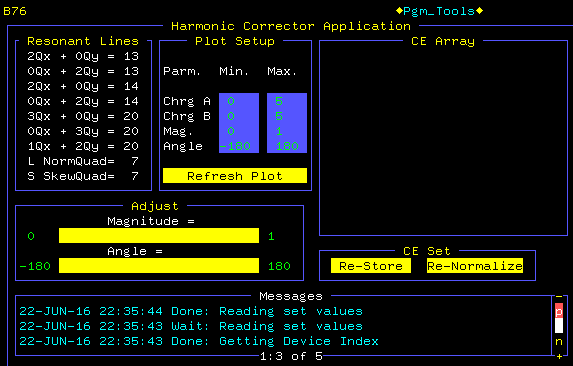 B76 ◆Pgm_Tools◆
Harmonic Corrector Application
Resonant Lines
2Qx + 0Qy = 13
0Qx + 2Qy = 13
2Qx + 0Qy = 14
0Qx + 2Qy = 14
3Qx + 0Qy = 20
0Qx + 3Qy = 20
1Qx + 2Qy = 20
L NormQuad= 7
S SkewQuad= 7
Plot Setup
Parm. Min. Max.
Chrg A 0 5
Chrg B 0 5
Mag. 0 1
Angle -180 180
Refresh Plot
CE Array
Adjust
Magnitude =
0 1
Angle =
-180 180
CE Set
Re-Store Re-Normalize
Messages
22-JUN-16 22:35:44 Done: Reading set values
22-JUN-16 22:35:43 Wait: Reading set values
22-JUN-16 22:35:43 Done: Getting Device Index
1:3 of 5
-
p
n
+